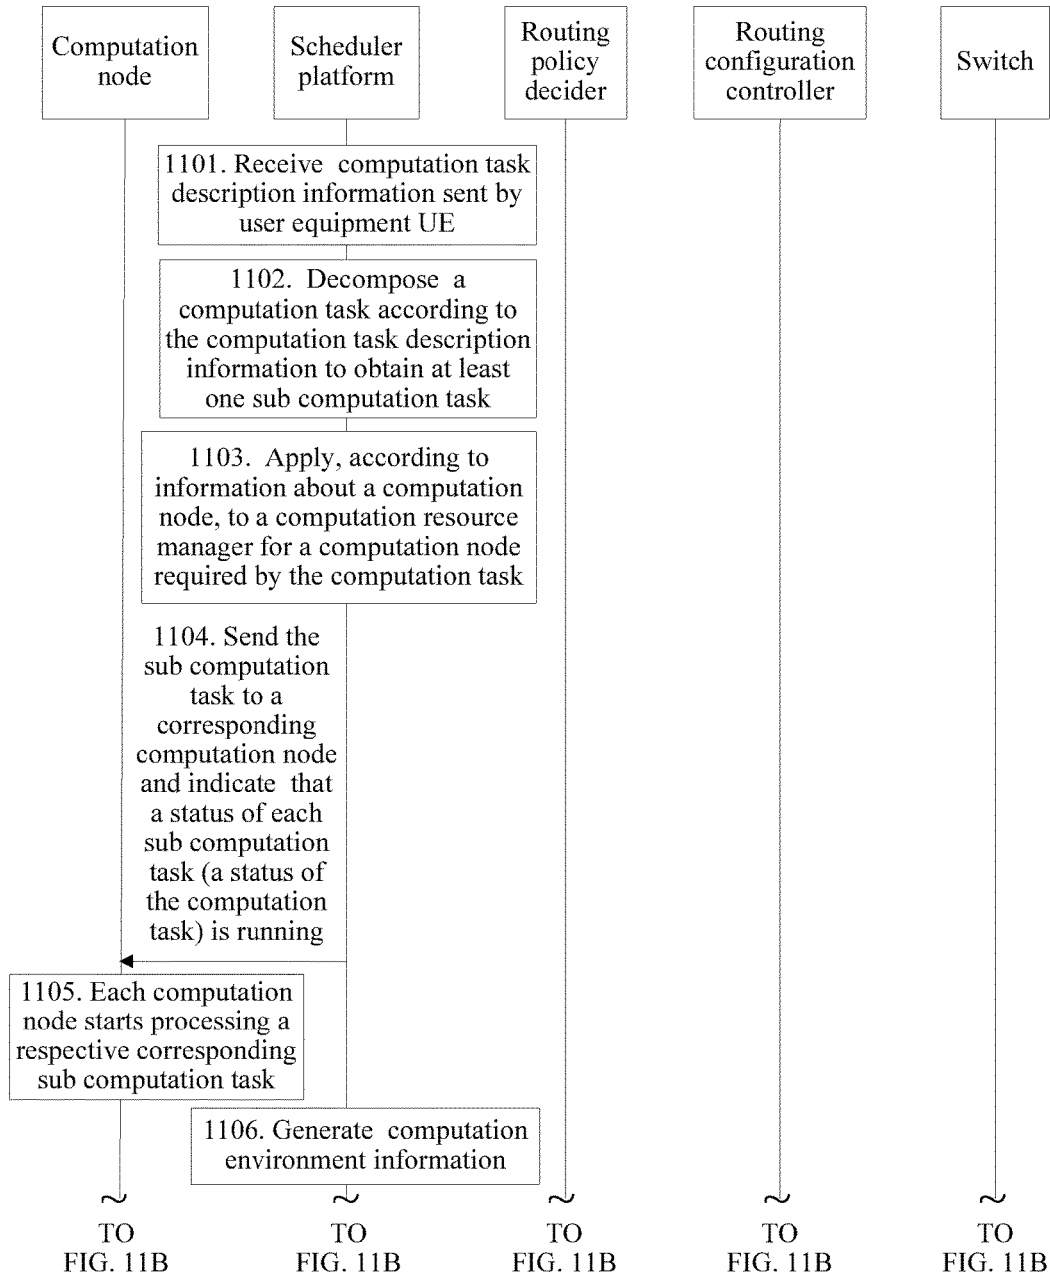 Computation
node
Scheduler
platform
Routing
policy
decider
Routing
configuration
controller
Switch
1101. Receive computation task
description information sent by
user equipment UE
1102. Decompose a
computation task according to
the computation task description
information to obtain at least
one sub computation task
1103. Apply, according to
information about a computation
node, to a computation resource
manager for a computation node
required by the computation task
1104. Send the
sub computation
task to a
corresponding
computation node
and indicate that
a status of each
sub computation
task (a status of
the computation
task) is running
1105. Each computation
node starts processing a
respective corresponding
sub computation task
1106. Generate computation
environment information
TO
FIG. 11B
TO
FIG. 11B
TO
FIG. 11B
TO
FIG. 11B
TO
FIG. 11B